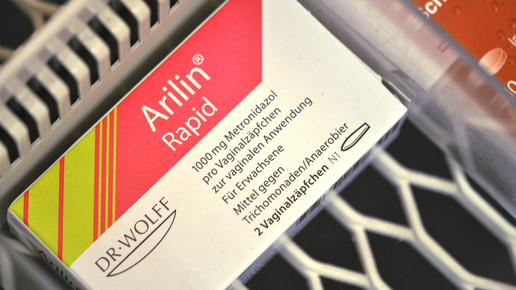 Arilin®
Rapid
1000 mg Metronidazol
pro Vaginalzäpfchen
zur vaginalen Anwendung
Für Erwachsene
Mittel gegen
Trichomonaden/Anaerobier
2 Vaginalzäpfchen N1
DR·WOLFF
Arilin